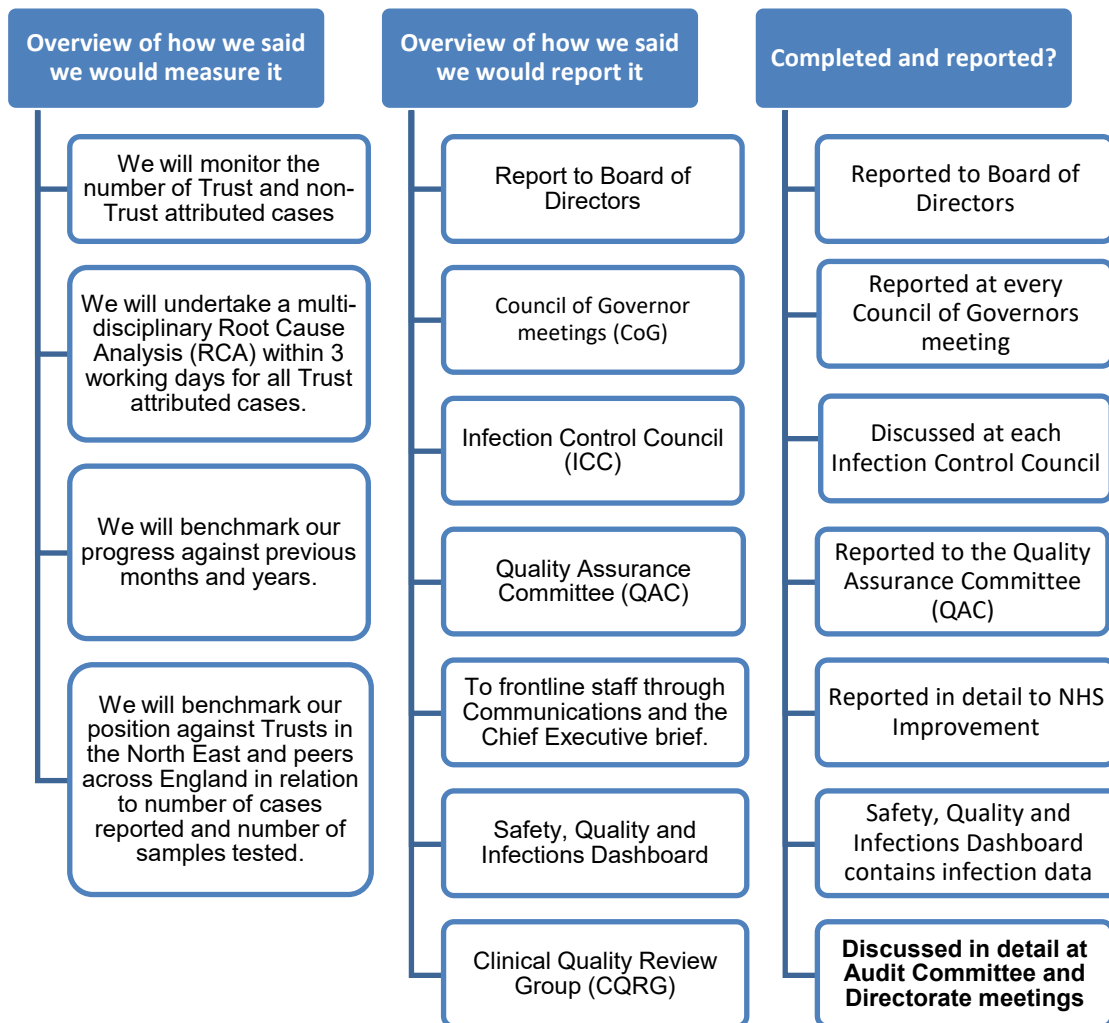 Overview of how we said
we would measure it
We will monitor the
number of Trust and non-
Trust attributed cases
We will undertake a multi-
disciplinary Root Cause
Analysis (RCA) within 3
working days for all Trust
attributed cases.
We will benchmark our
progress against previous
months and years.
We will benchmark our
position against Trusts in
the North East and peers
across England in relation
to number of cases
reported and number of
samples tested.
Overview of how we said
we would report it
Report to Board of
Directors
Council of Governor
meetings (CoG)
Infection Control Council
(ICC)
Quality Assurance
Committee (QAC)
To frontline staff through
Communications and the
Chief Executive brief.
Safety, Quality and
Infections Dashboard
Clinical Quality Review
Group (CQRG)
Completed and reported?
Reported to Board of
Directors
Reported at every
Council of Governors
meeting
Discussed at each
Infection Control Council
Reported to the Quality
Assurance Committee
(QAC)
Reported in detail to NHS
Improvement
Safety, Quality and
Infections Dashboard
contains infection data
Discussed in detail at
Audit Committee and
Directorate meetings